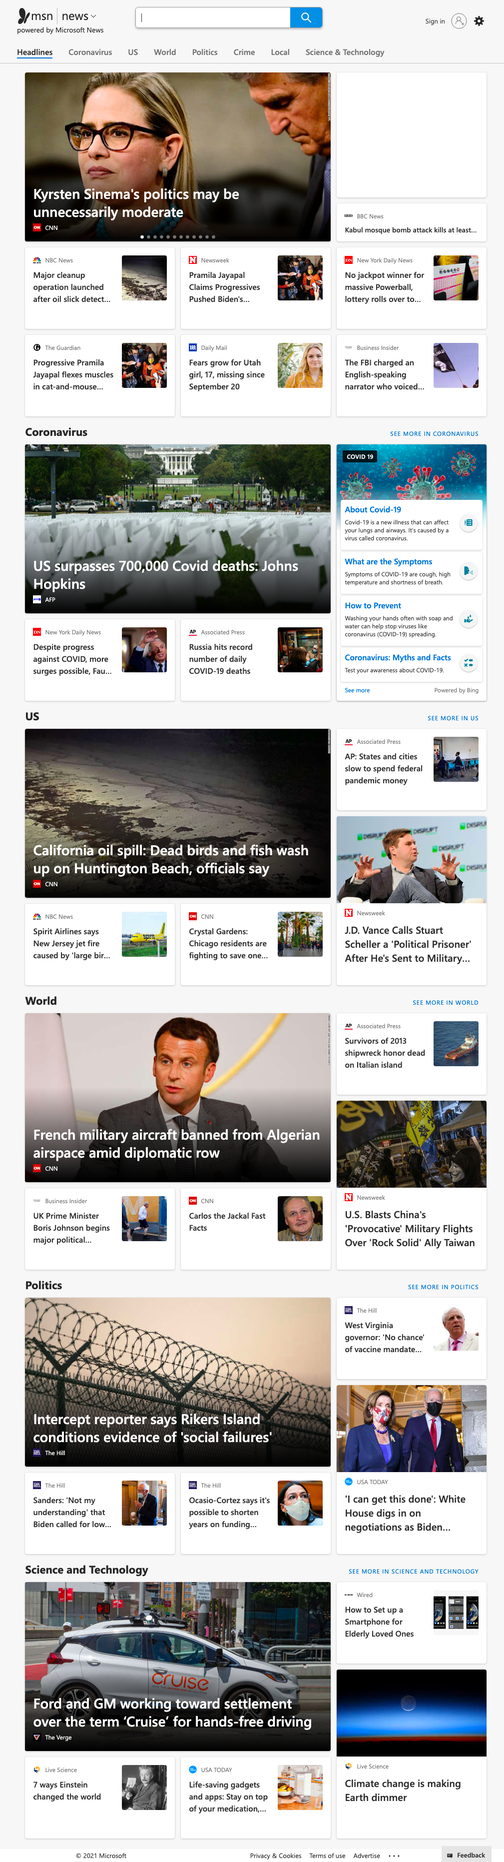 msn news
powered by Microsoft News
Sign in
Headlines Coronavirus US World Politics Crime Local Science & Technology
Kyrsten Sinema's politics may be
unnecessarily moderate
CNN
BBC News
Kabul mosque bomb attack kills at least...
NBC News
Major cleanup
operation launched
after oil slick detect...
Newsweek
Pramila Jayapal
Claims Progressives
Pushed Biden's...
New York Daily News
No jackpot winner for
massive Powerball,
lottery rolls over to...
The Guardian
Progressive Pramila
Jayapal flexes muscles
in cat-and-mouse...
Daily Mail
Fears grow for Utah
girl, 17, missing since
September 20
Business Insider
The FBI charged an
English-speaking
narrator who voiced...
Coronavirus
SEE MORE IN CORONAVIRUS
US surpasses 700,000 Covid deaths: Johns
Hopkins
AFP
COVID 19
About Covid-19
Covid-19 is a new illness that can affect
your lungs and airways. It's caused by a
virus called coronavirus.
What are the Symptoms
Symptoms of COVID-19 are cough, high
temperature and shortness of breath.
How to Prevent
Washing your hands often with soap and
water can help stop viruses like
coronavirus (COVID-19) spreading.
Coronavirus: Myths and Facts
Test your awareness about COVID-19.
See more
Powered by Bing
New York Daily News
Despite progress
against COVID, more
surges possible, Fau...
Associated Press
Russia hits record
number of daily
COVID-19 deaths
US
SEE MORE IN US
California oil spill: Dead birds and fish wash
up on Huntington Beach, officials say
CNN
Associated Press
AP: States and cities
slow to spend federal
pandemic money
DISRUPT
Newsweek
J.D. Vance Calls Stuart
Scheller a 'Political Prisoner'
After He's Sent to Military...
NBC News
Spirit Airlines says
New Jersey jet fire
caused by 'large bir...
CNN
Crystal Gardens:
Chicago residents are
fighting to save one...
World
SEE MORE IN WORLD
French military aircraft banned from Algerian
airspace amid diplomatic row
CNN
Associated Press
Survivors of 2013
shipwreck honor dead
on Italian island
Newsweek
U.S. Blasts China's
'Provocative' Military Flights
Over 'Rock Solid' Ally Taiwan
Business Insider
UK Prime Minister
Boris Johnson begins
major political...
CNN
Carlos the Jackal Fast
Facts
Politics
SEE MORE IN POLITICS
Intercept reporter says Rikers Island
conditions evidence of 'social failures'
The Hill
The Hill
West Virginia
governor: 'No chance'
of vaccine mandate...
USA TODAY
'I can get this done': White
House digs in on
negotiations as Biden...
The Hill
Sanders: 'Not my
understanding' that
Biden called for low...
The Hill
Ocasio-Cortez says it's
possible to shorten
years on funding...
Science and Technology
SEE MORE IN SCIENCE AND TECHNOLOGY
cruise
Ford and GM working toward settlement
over the term ‘Cruise’ for hands-free driving
The Verge
Wired
How to Set up a
Smartphone for
Elderly Loved Ones
Live Science
Climate change is making
Earth dimmer
Live Science
7 ways Einstein
changed the world
USA TODAY
Life-saving gadgets
and apps: Stay on top
of your medication,...
© 2021 Microsoft
Privacy & Cookies Terms of use Advertise
Feedback